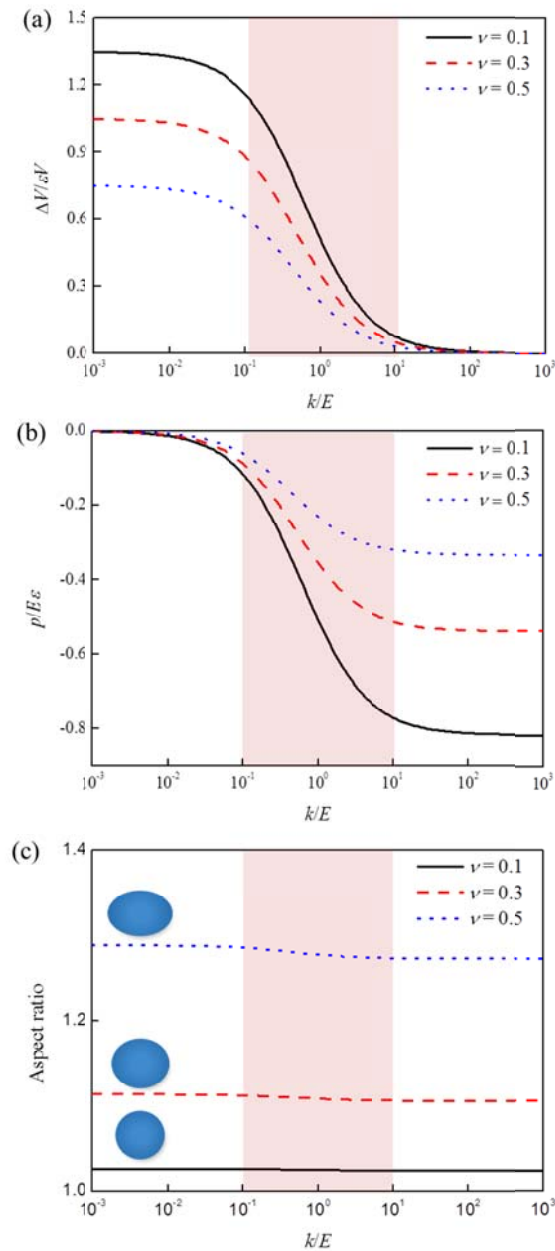 (a)
1.5
1.2
0.9
0.6
0.3
0.0
ΔV/εV
ν = 0.1
ν = 0.3
ν = 0.5
10⁻³ 10⁻² 10⁻¹ 10⁰ 10¹ 10² 10³
k/E
(b)
0.0
-0.2
-0.4
-0.6
-0.8
p/Eε
ν = 0.1
ν = 0.3
ν = 0.5
10⁻³ 10⁻² 10⁻¹ 10⁰ 10¹ 10² 10³
k/E
(c)
1.4
1.2
1.0
Aspect ratio
ν = 0.1
ν = 0.3
ν = 0.5
10⁻³ 10⁻² 10⁻¹ 10⁰ 10¹ 10² 10³
k/E